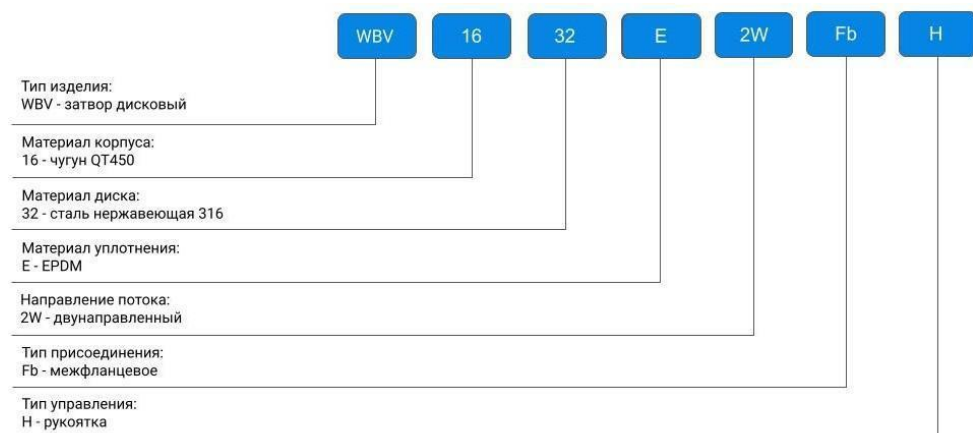 WBV 16 32 E 2W Fb H
Тип изделия:
WBV - затвор дисковый
Материал корпуса:
16 - чугун QT450
Материал диска:
32 - сталь нержавеющая 316
Материал уплотнения:
E - EPDM
Направление потока:
2W - двунаправленный
Тип присоединения:
Fb - межфланцевое
Тип управления:
H - рукоятка